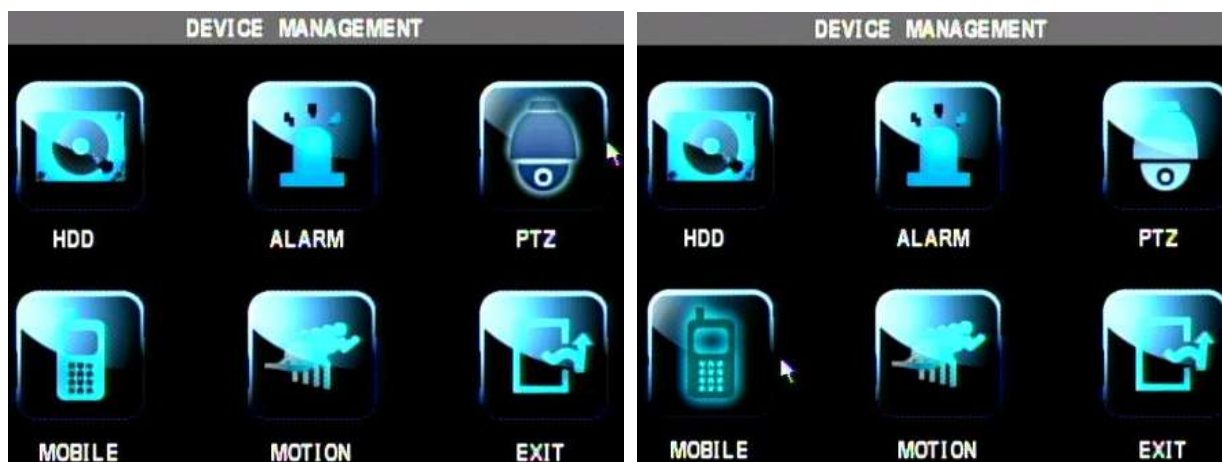 DEVICE MANAGEMENT
HDD ALARM PTZ
MOBILE MOTION EXIT
DEVICE MANAGEMENT
HDD ALARM PTZ
MOBILE MOTION EXIT